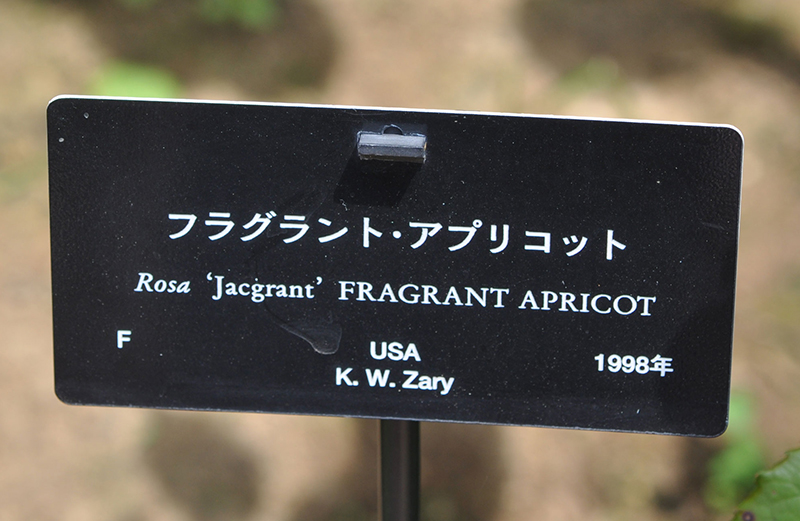 フラグラント・アプリコット
Rosa ‘Jacgrant’ FRAGRANT APRICOT
F
USA
1998年
K. W. Zary